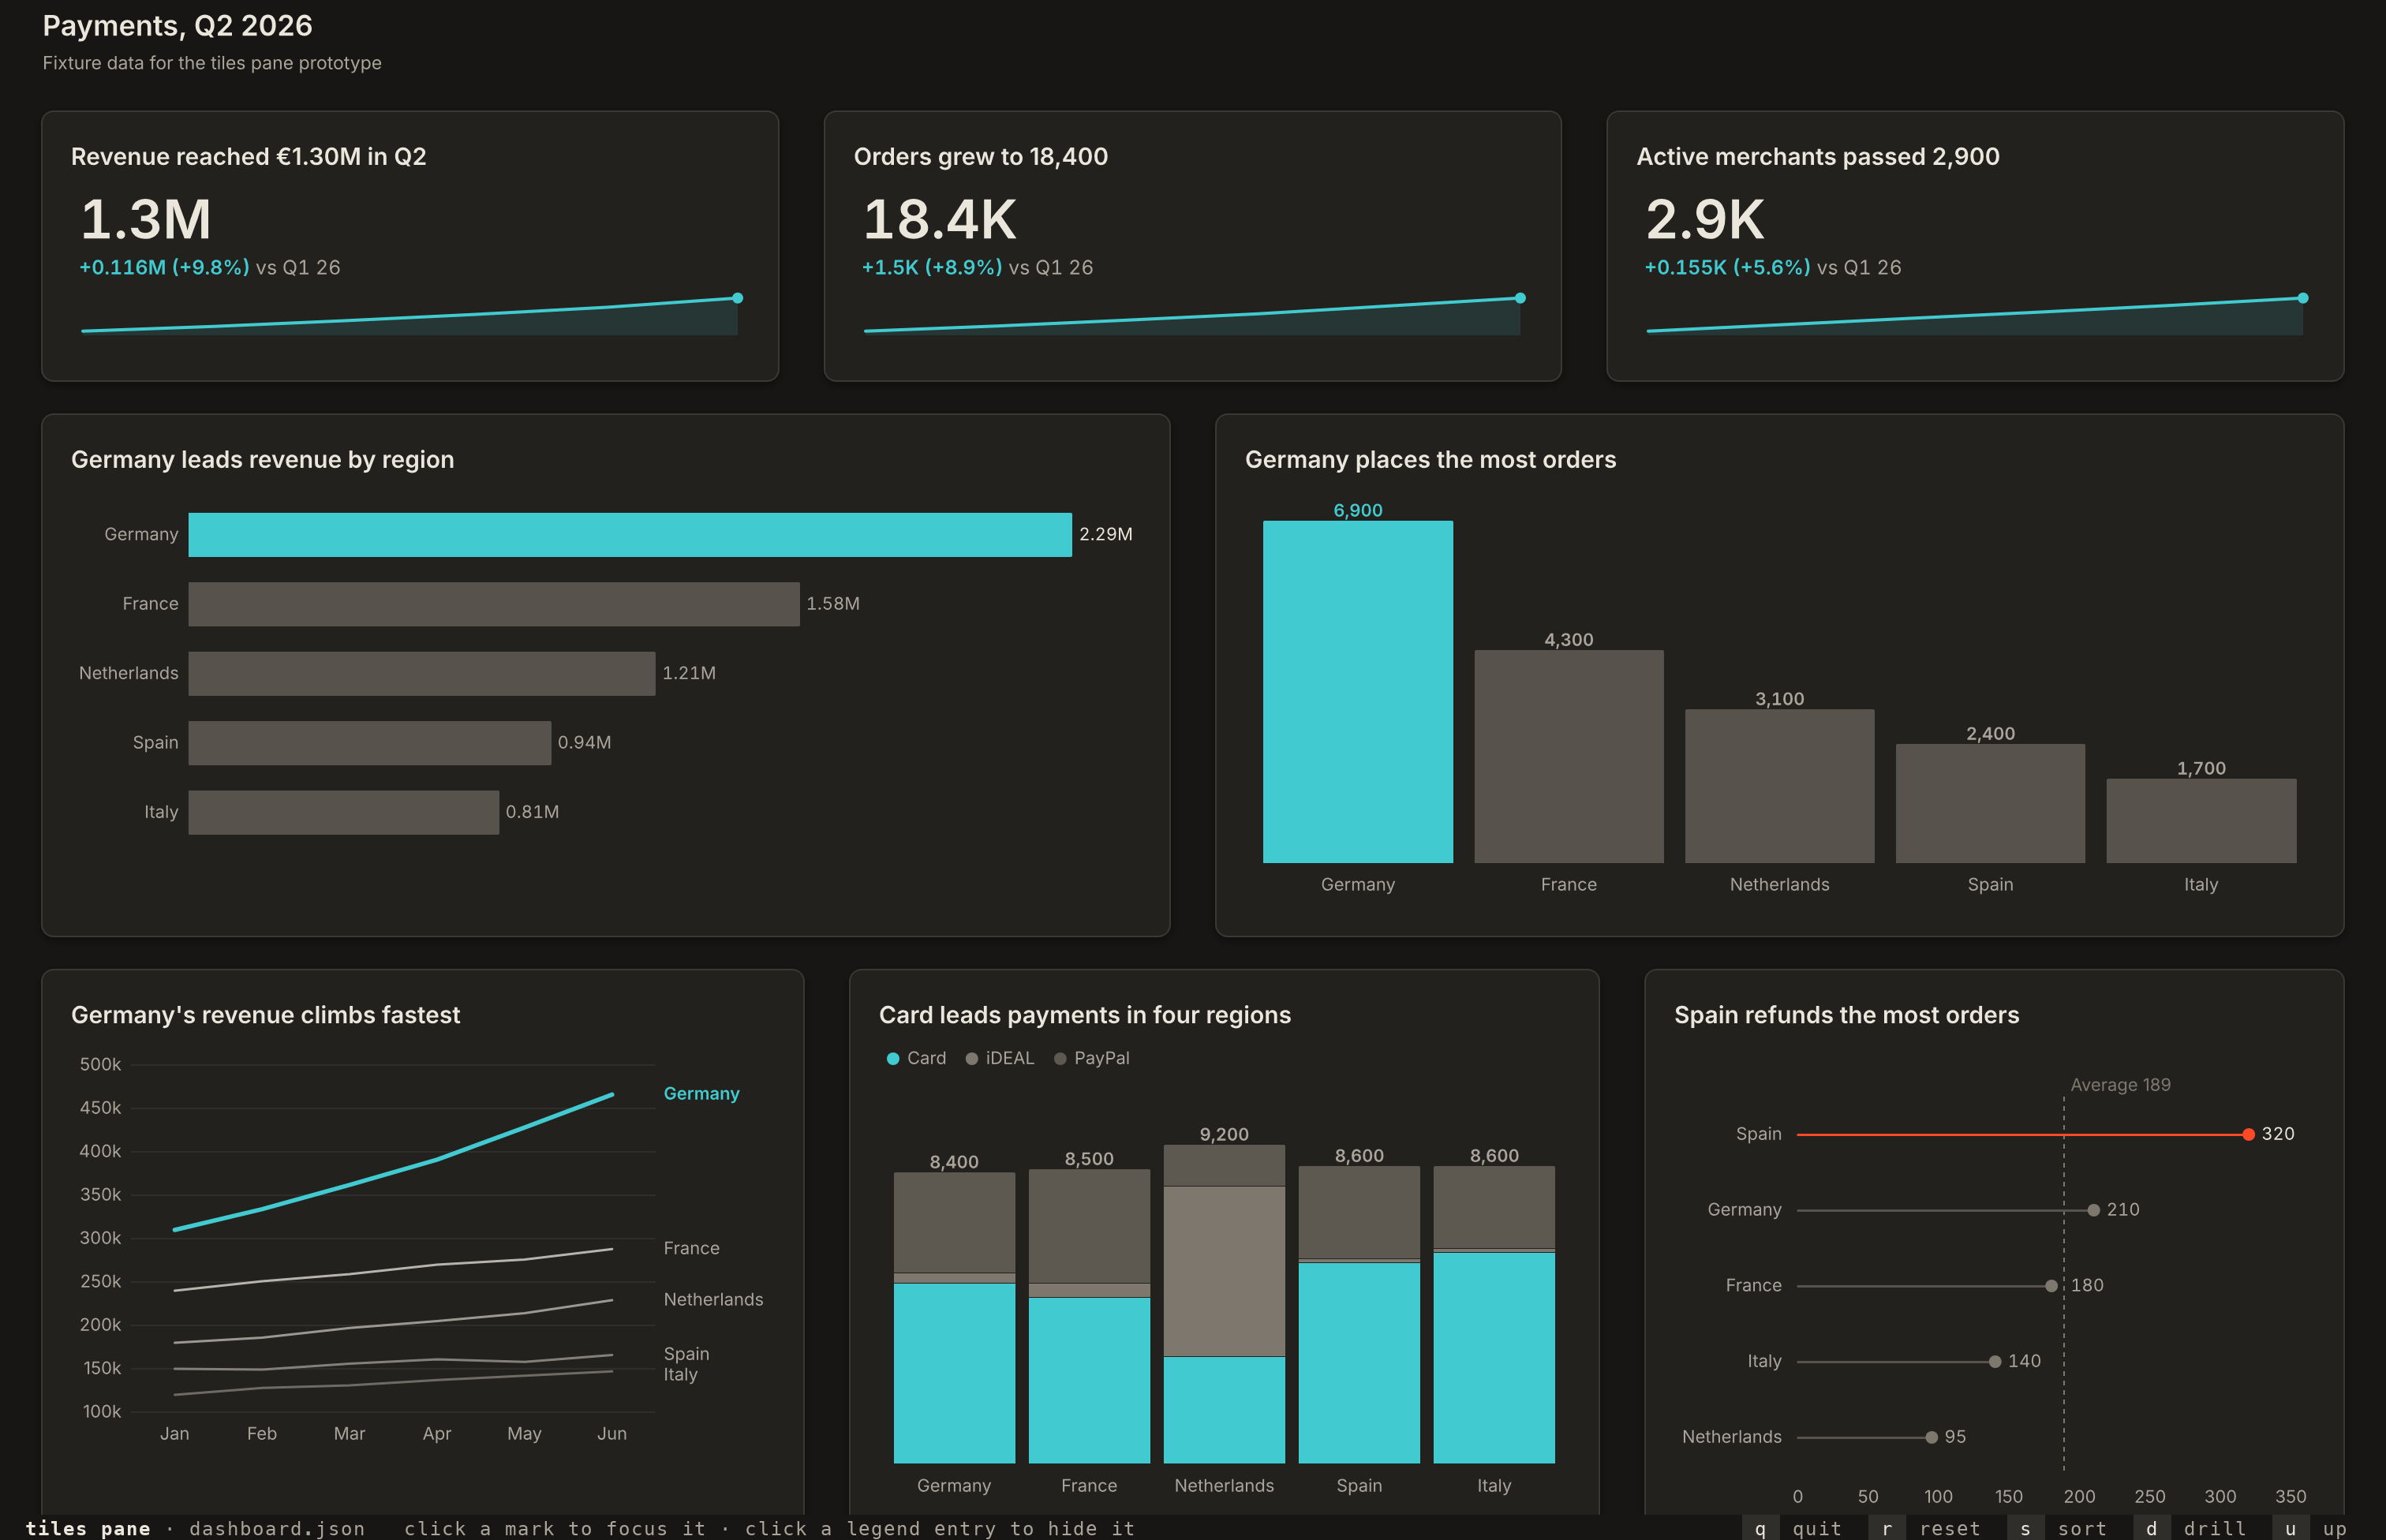 Payments, Q2 2026
Fixture data for the tiles pane prototype
Revenue reached €1.30M in Q2
1.3M
+0.116M (+9.8%) vs Q1 26
Orders grew to 18,400
18.4K
+1.5K (+8.9%) vs Q1 26
Active merchants passed 2,900
2.9K
+0.155K (+5.6%) vs Q1 26
Germany leads revenue by region
Germany 2.29M
France 1.58M
Netherlands 1.21M
Spain 0.94M
Italy 0.81M
Germany places the most orders
6,900
4,300
3,100
2,400
1,700
Germany France Netherlands Spain Italy
Germany's revenue climbs fastest
500k
450k
400k
350k
300k
250k
200k
150k
100k
Germany
France
Netherlands
Spain
Italy
Jan Feb Mar Apr May Jun
Card leads payments in four regions
Card iDEAL PayPal
8,400 8,500 9,200 8,600 8,600
Germany France Netherlands Spain Italy
Spain refunds the most orders
Average 189
Spain 320
Germany 210
France 180
Italy 140
Netherlands 95
0 50 100 150 200 250 300 350
tiles pane · dashboard.json click a mark to focus it · click a legend entry to hide it q quit r reset s sort d drill u up